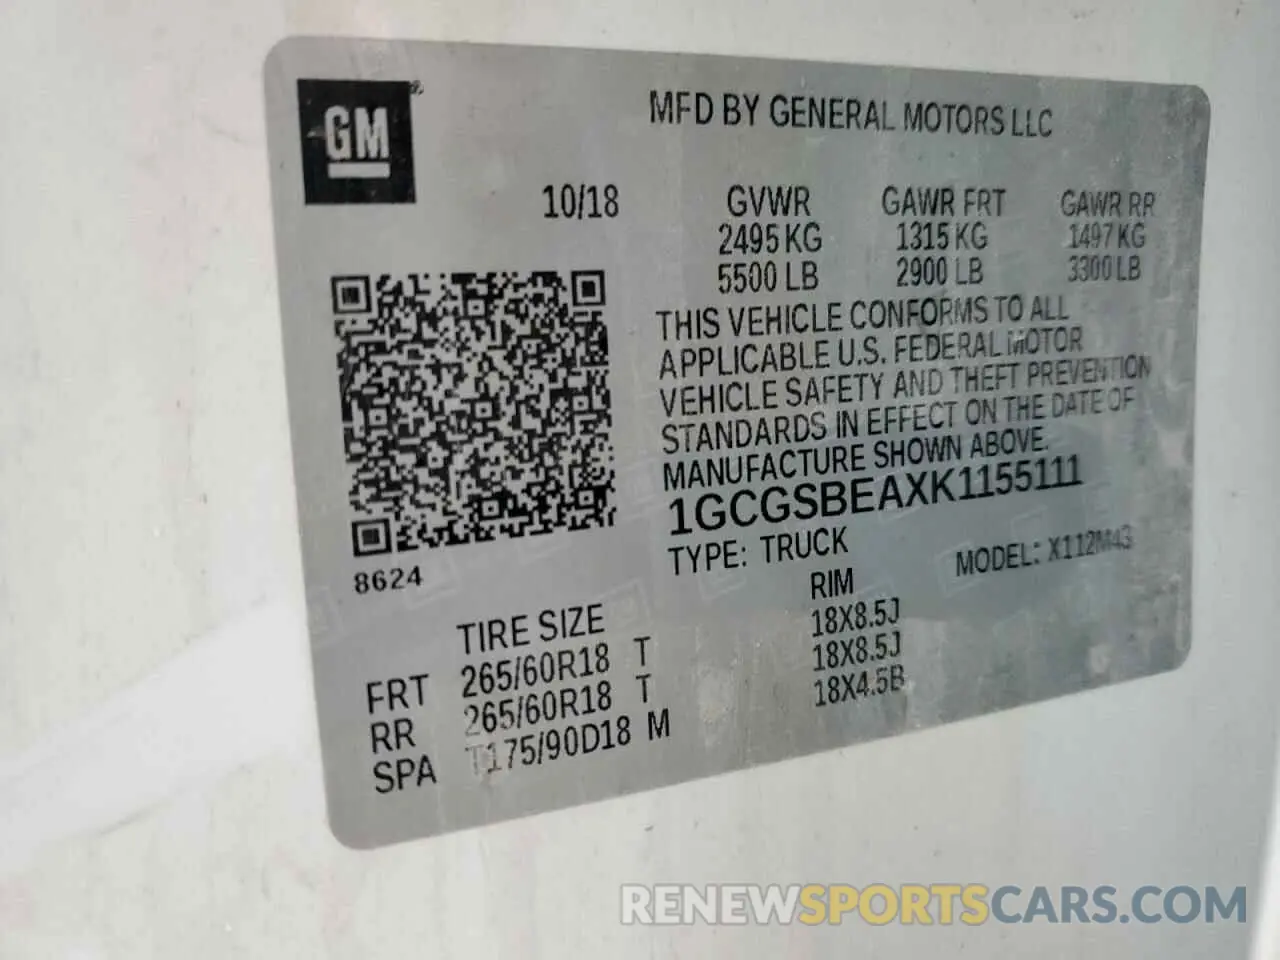 GM®
MFD BY GENERAL MOTORS LLC
10/18
GVWR GAWR FRT GAWR RR
2495 KG 1315 KG 1497 KG
5500 LB 2900 LB 3300 LB
THIS VEHICLE CONFORMS TO ALL
APPLICABLE U.S. FEDERAL MOTOR
VEHICLE SAFETY AND THEFT PREVENTION
STANDARDS IN EFFECT ON THE DATE OF
MANUFACTURE SHOWN ABOVE.
1GCGSBEAXK1155111
TYPE: TRUCK MODEL: X112M43
8624
TIRE SIZE RIM
FRT 265/60R18 T 18X8.5J
RR 265/60R18 T 18X8.5J
SPA T175/90D18 M 18X4.5B
RENEWSPORTSCARS.COM